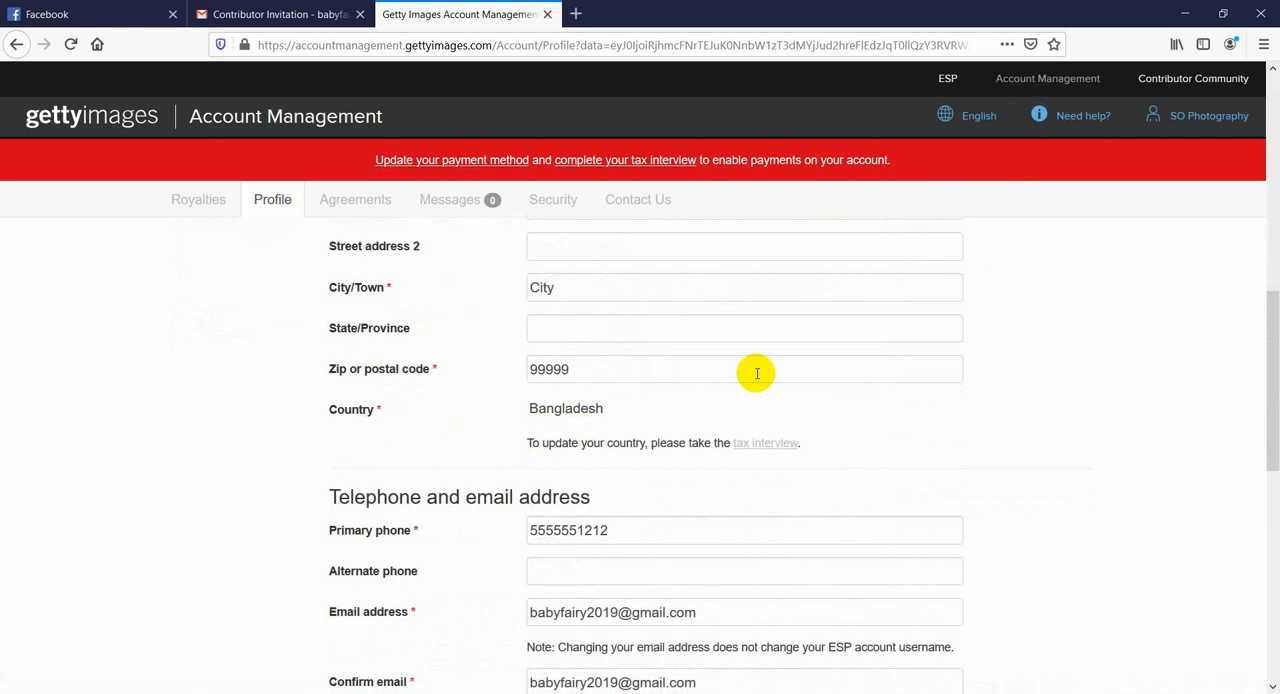 Facebook
Contributor Invitation - babyfai
Getty Images Account Management
https://accountmanagement.gettyimages.com/Account/Profile?data=
ESP Account Management Contributor Community
gettyimages Account Management English Need help? SO Photography
Update your payment method and complete your tax interview to enable payments on your account.
Royalties Profile Agreements Messages 0 Security Contact Us
Street address 2
City/Town * City
State/Province
Zip or postal code * 99999
Country * Bangladesh
To update your country, please take the tax interview.
Telephone and email address
Primary phone * 5555551212
Alternate phone
Email address * babyfairy2019@gmail.com
Note: Changing your email address does not change your ESP account username.
Confirm email * babyfairy2019@gmail.com